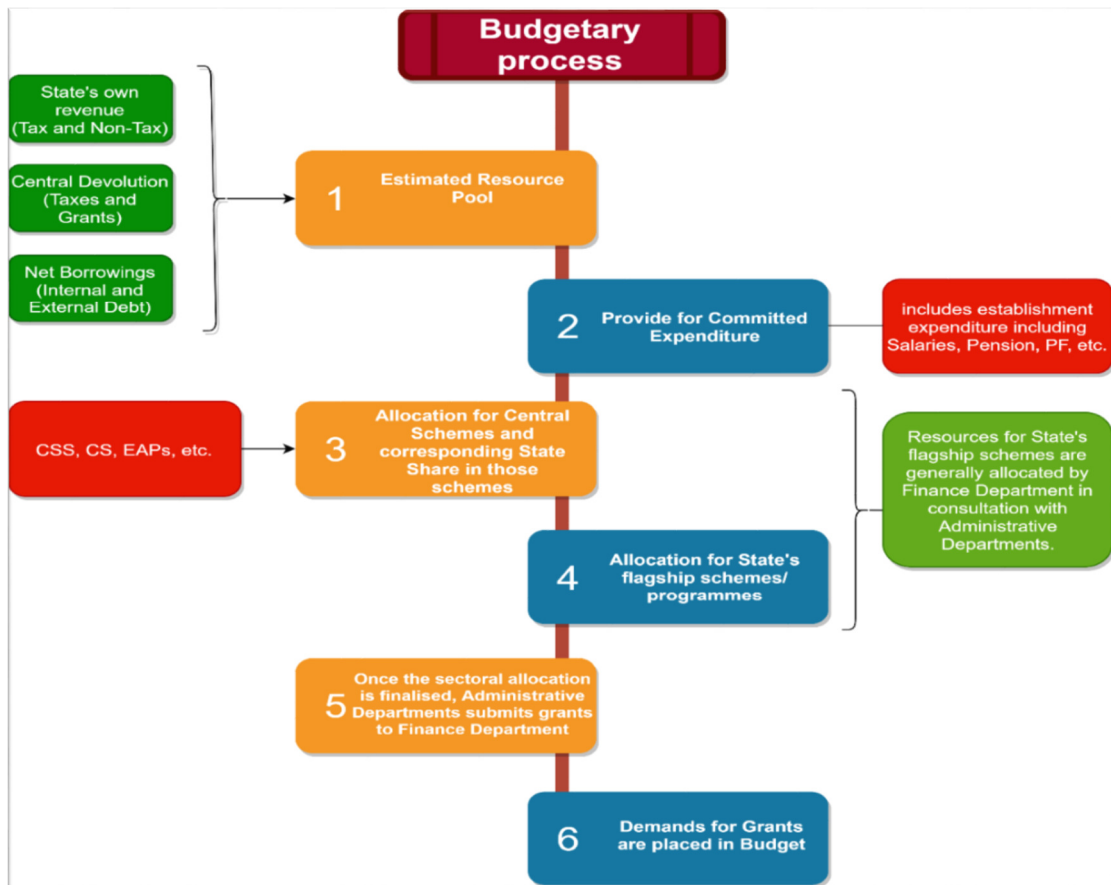 Budgetary
process
State's own
revenue
(Tax and Non-Tax)
Central Devolution
(Taxes and
Grants)
Net Borrowings
(Internal and
External Debt)
1
Estimated Resource
Pool
2
Provide for Committed
Expenditure
includes establishment
expenditure including
Salaries, Pension, PF, etc.
CSS, CS, EAPs, etc.
3
Allocation for Central
Schemes and
corresponding State
Share in those
schemes
4
Allocation for State's
flagship schemes/
programmes
Resources for State's
flagship schemes are
generally allocated by
Finance Department in
consultation with
Administrative
Departments.
5
Once the sectoral allocation
is finalised, Administrative
Departments submits grants
to Finance Department
6
Demands for Grants
are placed in Budget